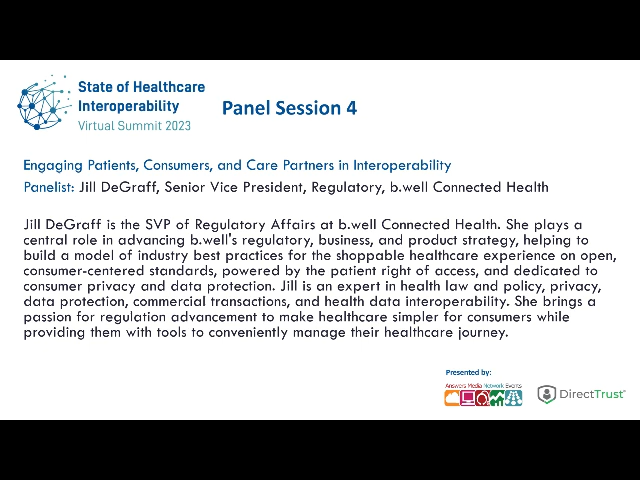 State of Healthcare
Interoperability
Virtual Summit 2023
Panel Session 4
Engaging Patients, Consumers, and Care Partners in Interoperability
Panelist: Jill DeGraff, Senior Vice President, Regulatory, b.well Connected Health
Jill DeGraff is the SVP of Regulatory Affairs at b.well Connected Health. She plays a
central role in advancing b.well's regulatory, business, and product strategy, helping to
build a model of industry best practices for the shoppable healthcare experience on open,
consumer-centered standards, powered by the patient right of access, and dedicated to
consumer privacy and data protection. Jill is an expert in health law and policy, privacy,
data protection, commercial transactions, and health data interoperability. She brings a
passion for regulation advancement to make healthcare simpler for consumers while
providing them with tools to conveniently manage their healthcare journey.
Presented by:
Answers Media Network Events
DirectTrust™